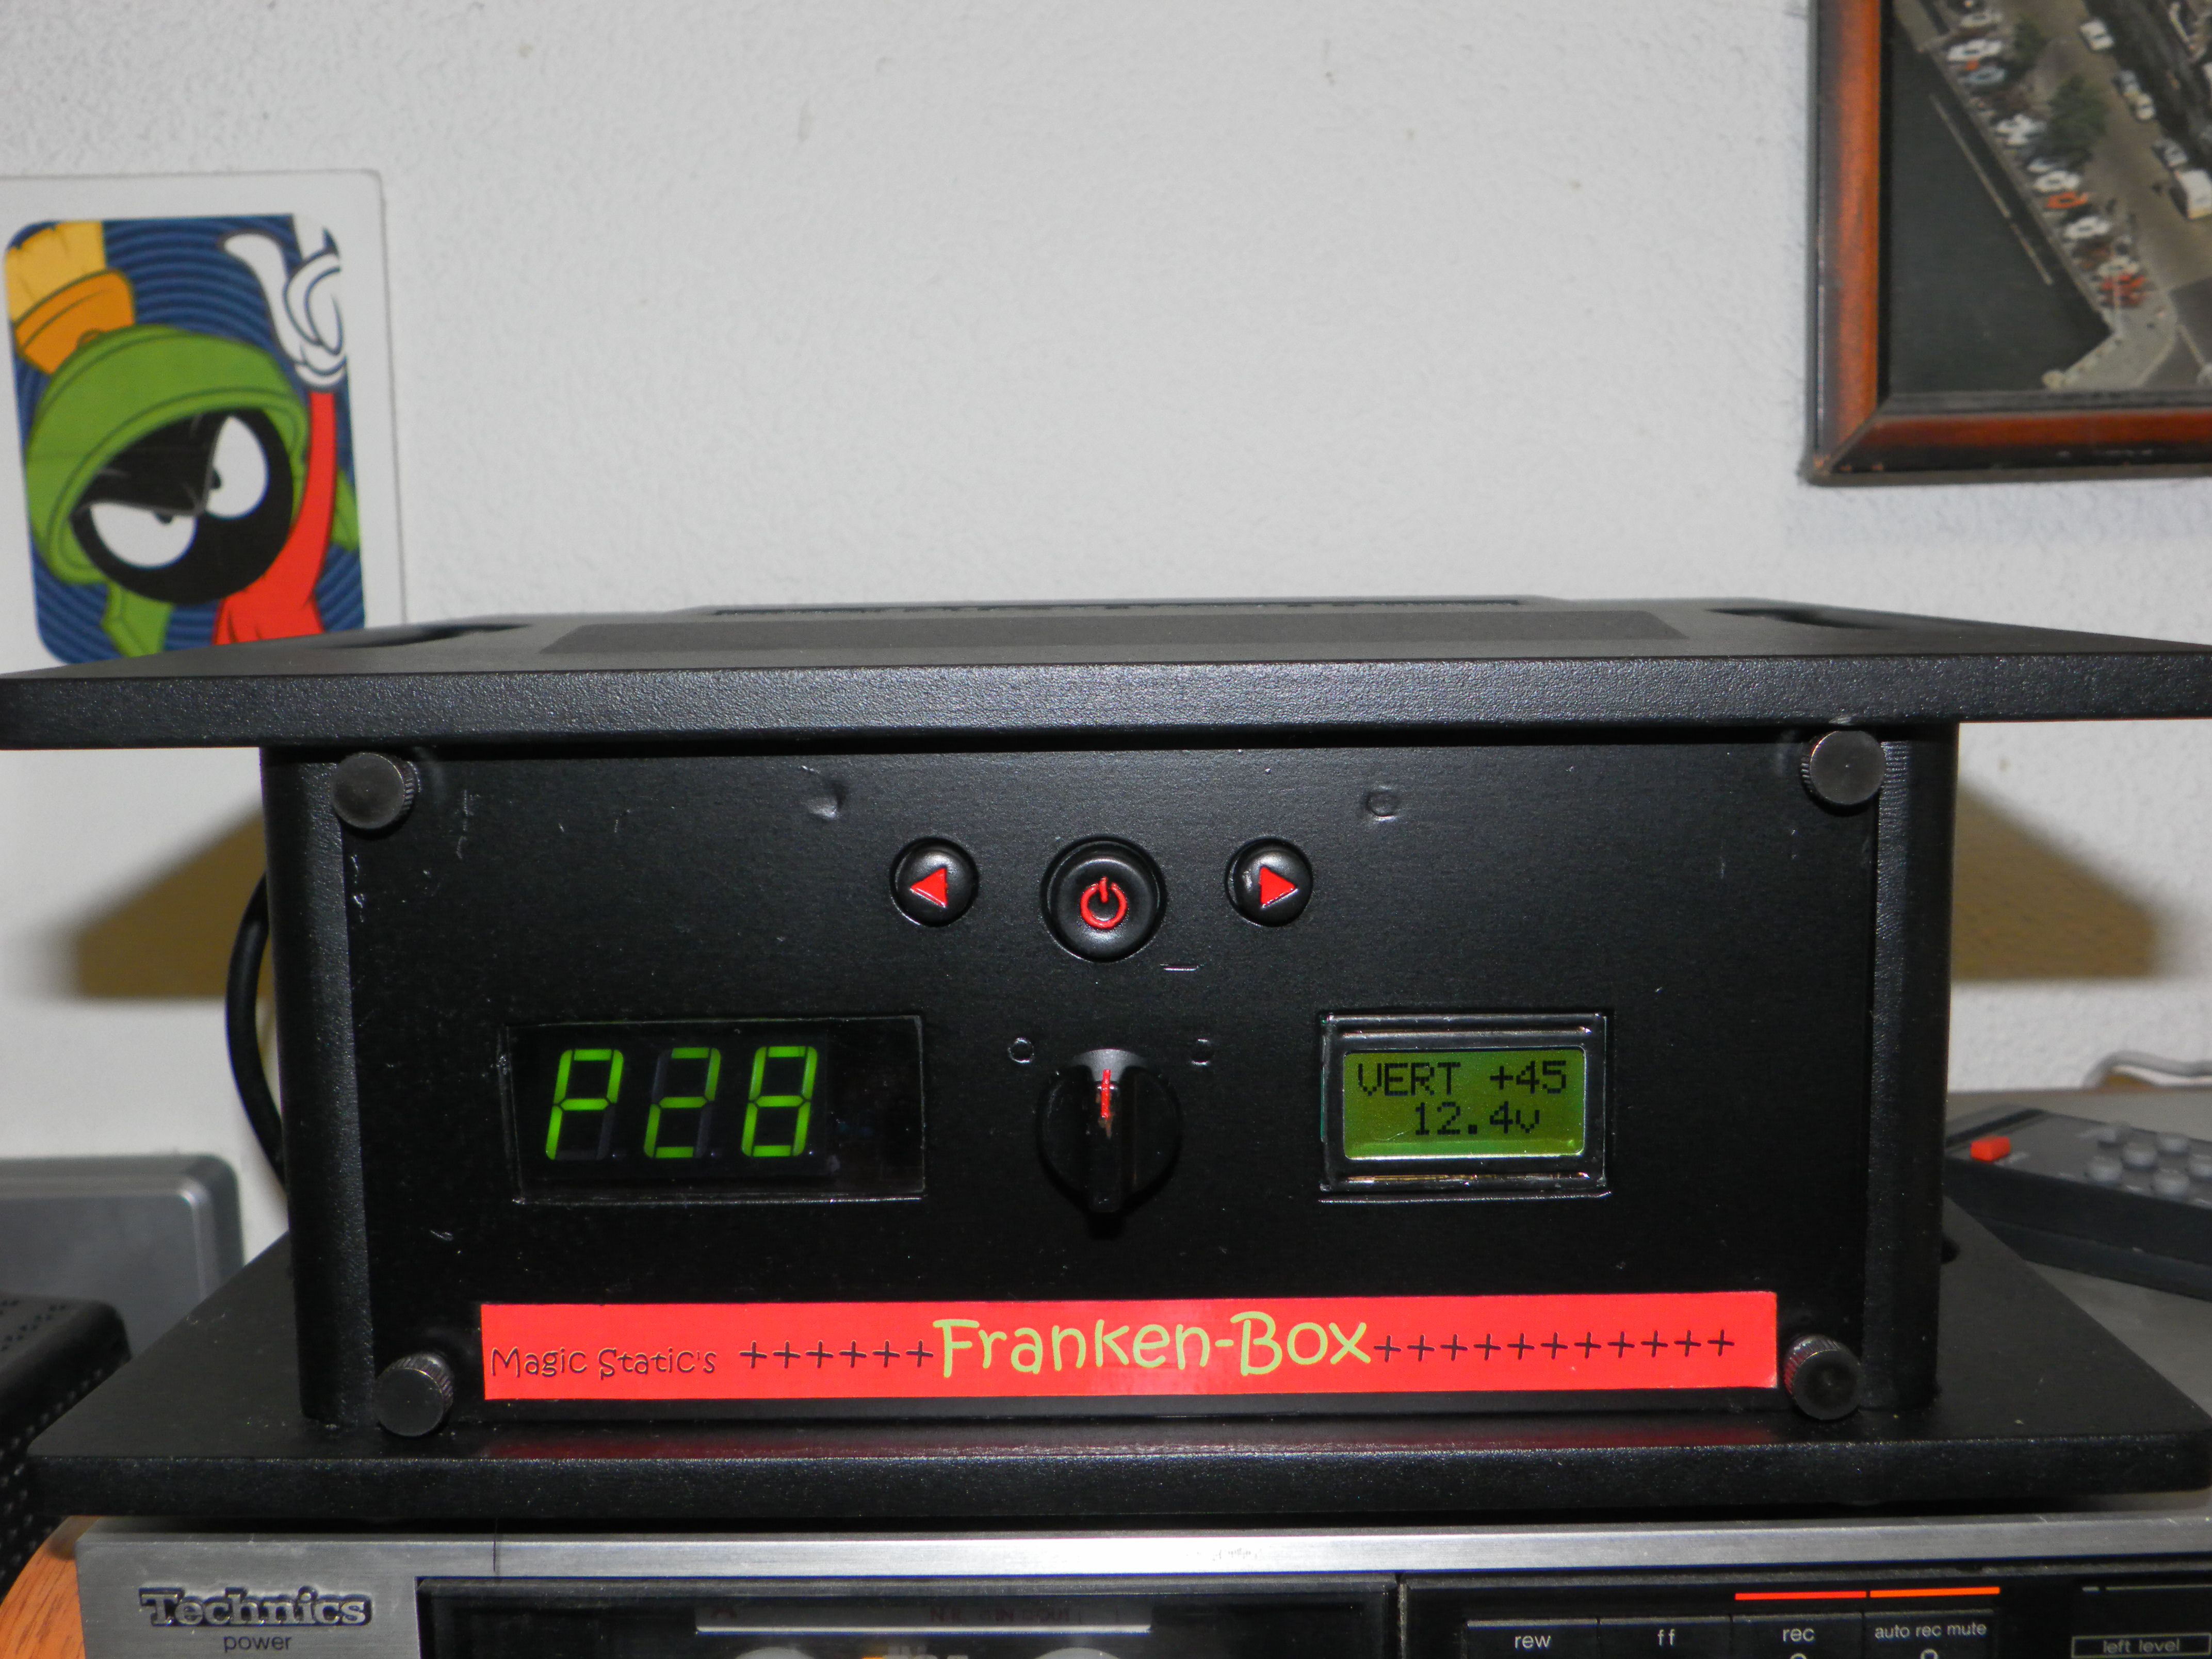 P28
VERT +45
12.4v
Magic Static's ++++++Franken-Box+++++++++++
Technics
power
rew
ff
rec
auto rec mute
left level